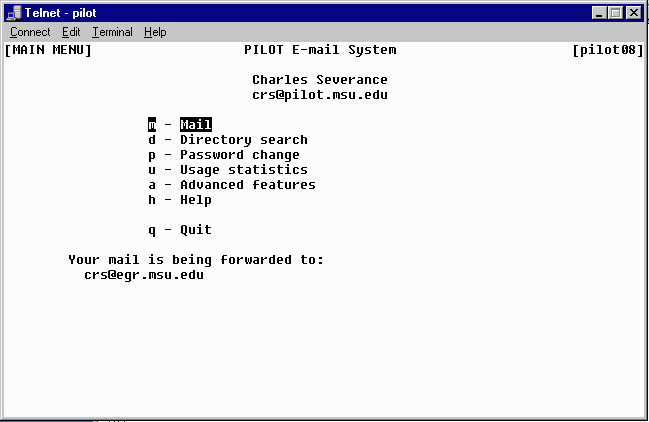 Telnet - pilot
Connect Edit Terminal Help
[MAIN MENU] PILOT E-mail System [pilot08]
Charles Severance
crs@pilot.msu.edu
m - Mail
d - Directory search
p - Password change
u - Usage statistics
a - Advanced features
h - Help
q - Quit
Your mail is being forwarded to:
crs@egr.msu.edu